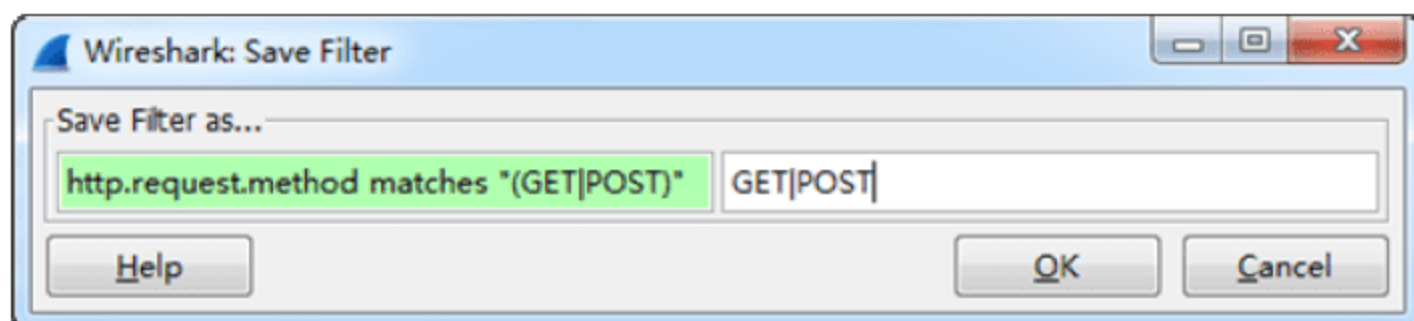 Wireshark: Save Filter
Save Filter as...
http.request.method matches "(GET|POST)" GET|POST
Help OK Cancel